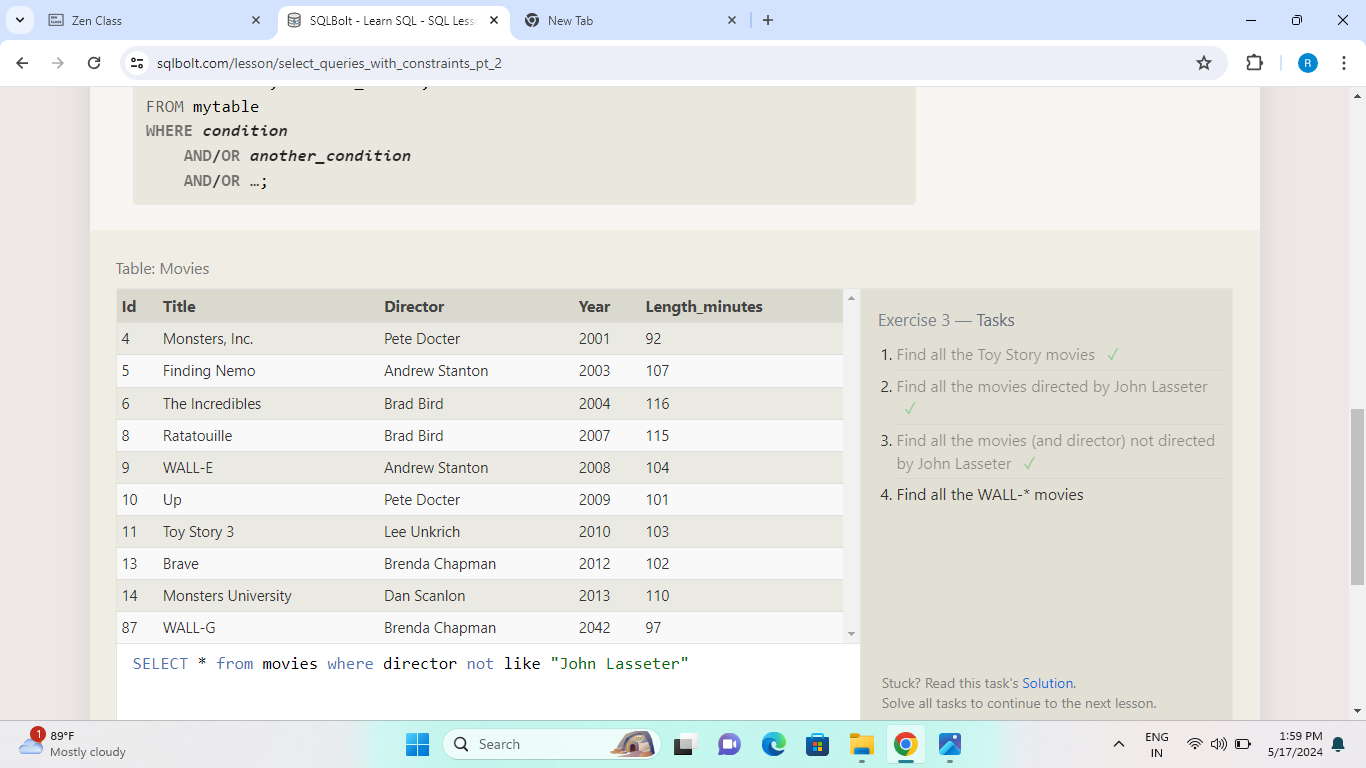 Zen Class
SQLBolt - Learn SQL - SQL Less
New Tab
sqlbolt.com/lesson/select_queries_with_constraints_pt_2
R
FROM mytable
WHERE condition
AND/OR another_condition
AND/OR …;
Table: Movies
Id Title Director Year Length_minutes
4 Monsters, Inc. Pete Docter 2001 92
5 Finding Nemo Andrew Stanton 2003 107
6 The Incredibles Brad Bird 2004 116
8 Ratatouille Brad Bird 2007 115
9 WALL-E Andrew Stanton 2008 104
10 Up Pete Docter 2009 101
11 Toy Story 3 Lee Unkrich 2010 103
13 Brave Brenda Chapman 2012 102
14 Monsters University Dan Scanlon 2013 110
87 WALL-G Brenda Chapman 2042 97
SELECT * from movies where director not like "John Lasseter"
Exercise 3 — Tasks
1. Find all the Toy Story movies ✓
2. Find all the movies directed by John Lasseter
✓
3. Find all the movies (and director) not directed
by John Lasseter ✓
4. Find all the WALL-* movies
Stuck? Read this task's Solution.
Solve all tasks to continue to the next lesson.
1
89°F
Mostly cloudy
Search
ENG
IN
1:59 PM
5/17/2024